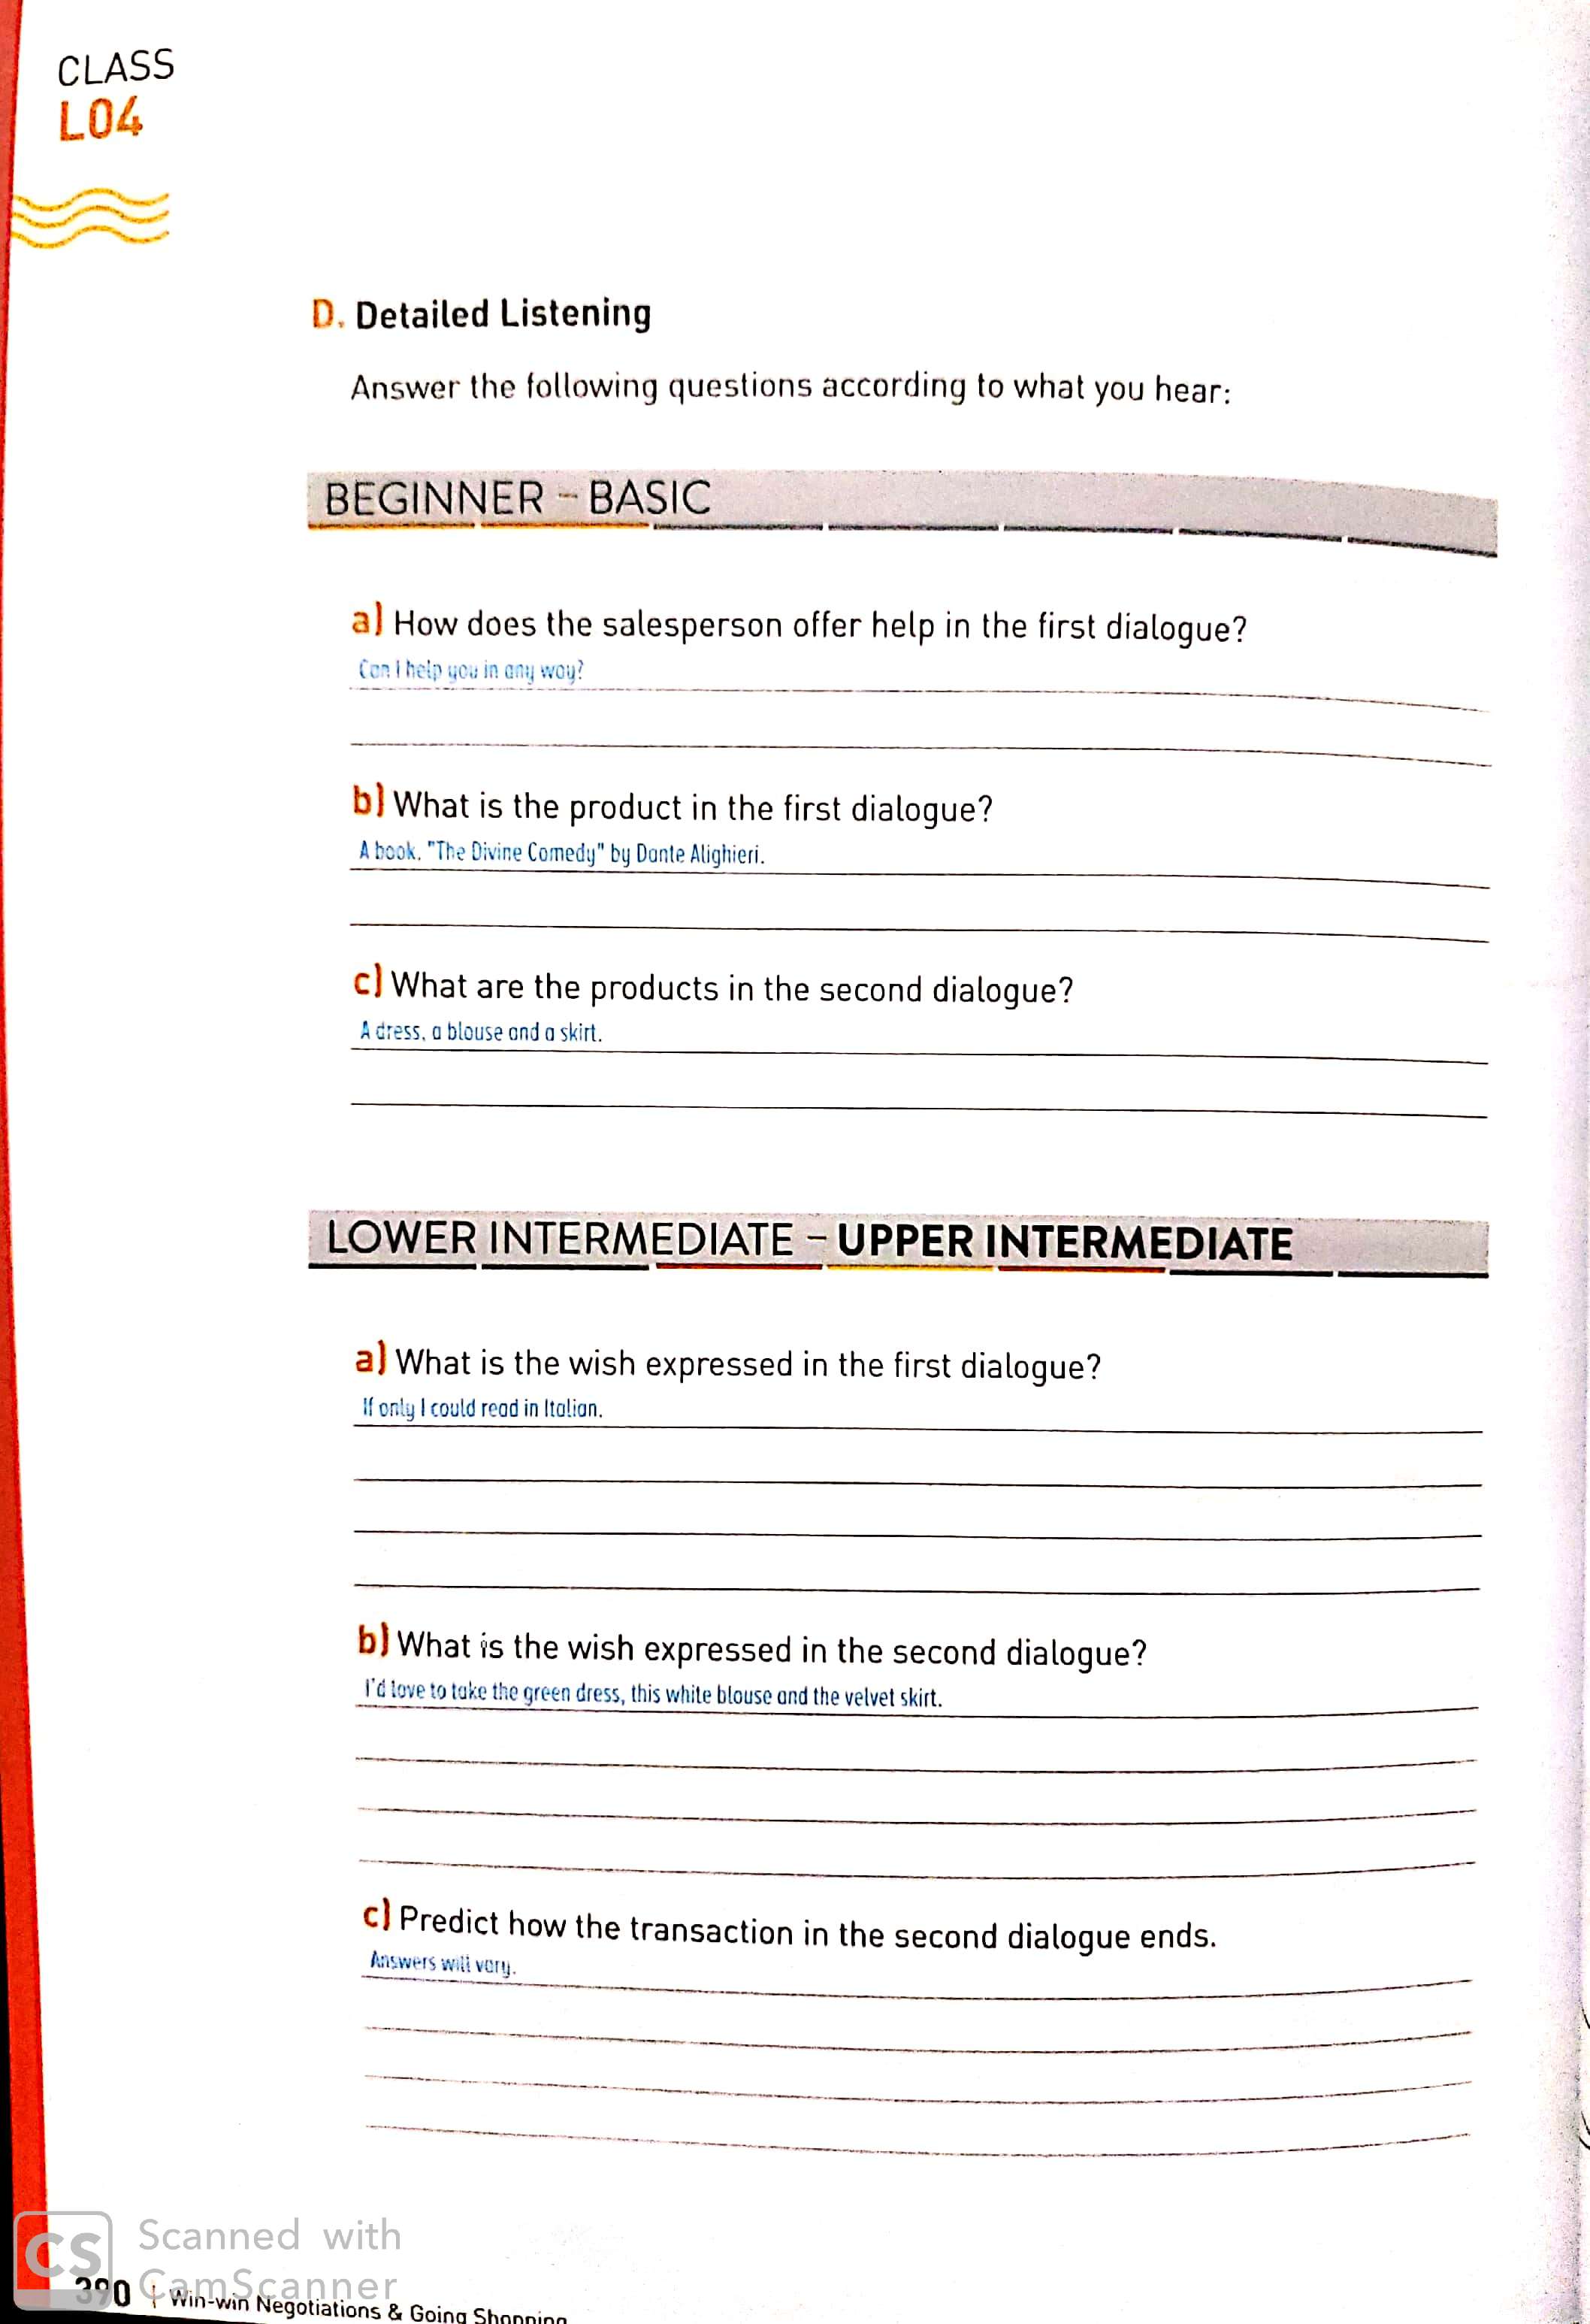 CLASS
L04
D. Detailed Listening
Answer the following questions according to what you hear:
BEGINNER - BASIC
a) How does the salesperson offer help in the first dialogue?
Can I help you in any way?
b) What is the product in the first dialogue?
A book. "The Divine Comedy" by Dante Alighieri.
c) What are the products in the second dialogue?
A dress, a blouse and a skirt.
LOWER INTERMEDIATE - UPPER INTERMEDIATE
a) What is the wish expressed in the first dialogue?
If only I could read in Italian.
b) What is the wish expressed in the second dialogue?
I'd love to take the green dress, this white blouse and the velvet skirt.
c) Predict how the transaction in the second dialogue ends.
Answers will vary.
CS Scanned with
CamScanner
390 | Win-win Negotiations & Going Shopping